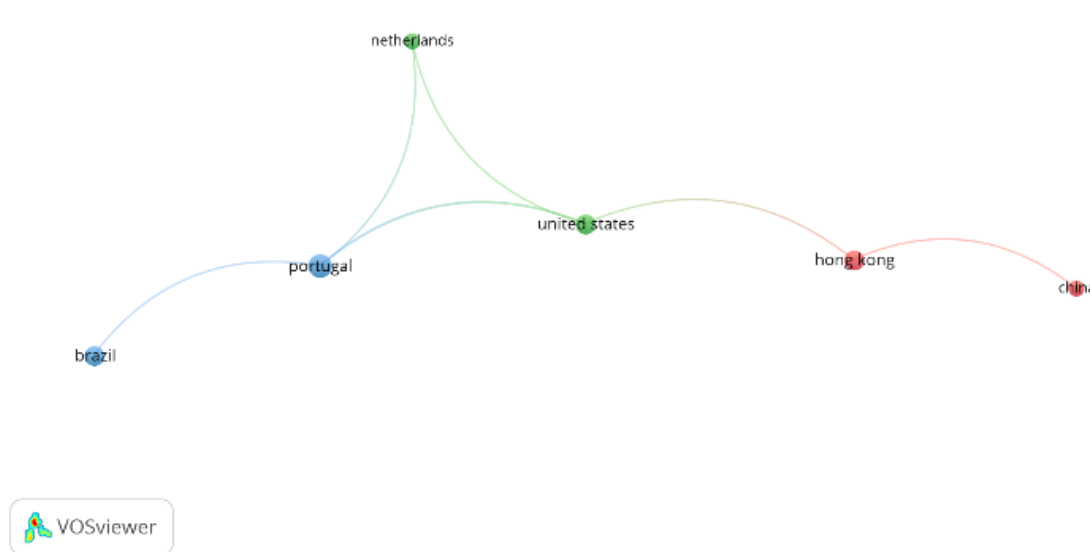 netherlands
united states
portugal
hong kong
china
brazil
VOSviewer